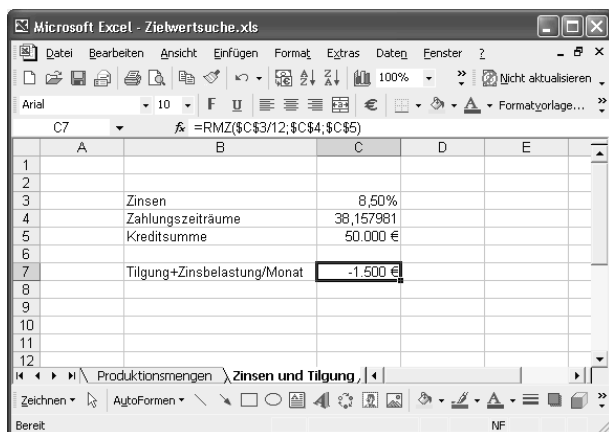 Microsoft Excel - Zielwertsuche.xls
Datei Bearbeiten Ansicht Einfügen Format Extras Daten Fenster ?
100% Nicht aktualisieren
Arial 10 F U € A Formatvorlage...
C7 fx =RMZ($C$3/12;$C$4;$C$5)
A B C D E
1
2
3 Zinsen 8,50%
4 Zahlungszeiträume 38,157981
5 Kreditsumme 50.000 €
6
7 Tilgung+Zinsbelastung/Monat -1.500 €
8
9
10
11
12
Produktionsmengen Zinsen und Tilgung
Zeichnen AutoFormen A A
Bereit NF